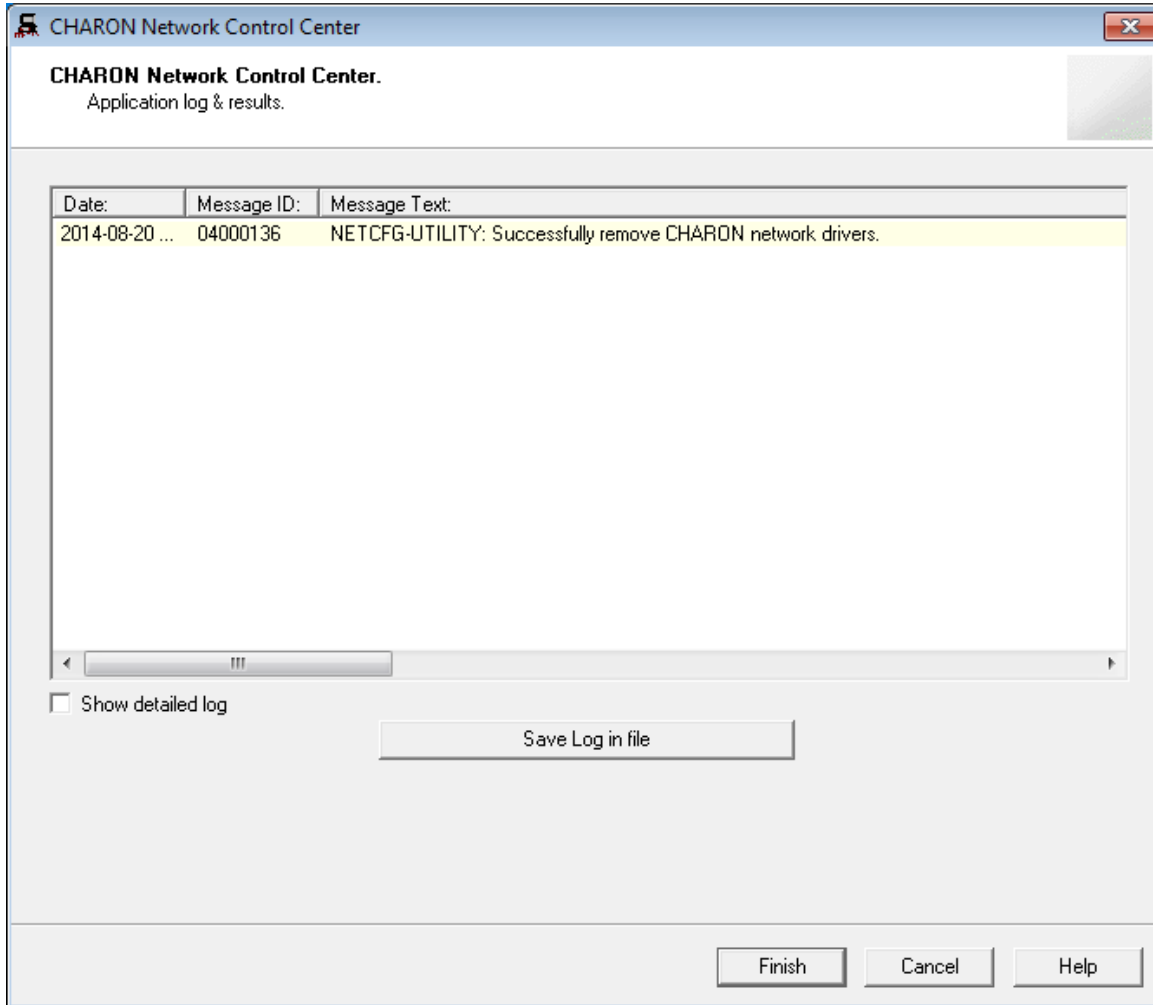 CHARON Network Control Center
CHARON Network Control Center.
Application log & results.
Date: Message ID: Message Text:
2014-08-20 ... 04000136 NETCFG-UTILITY: Successfully remove CHARON network drivers.
Show detailed log
Save Log in file
Finish Cancel Help